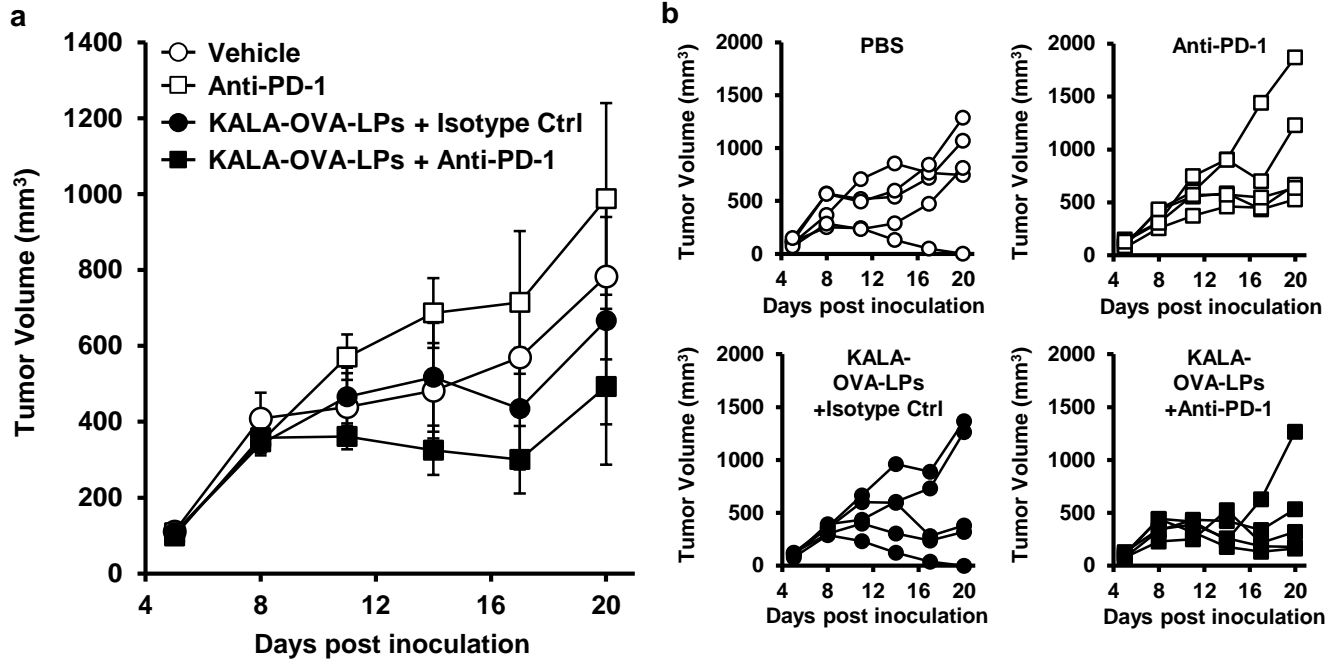 a
Tumor Volume (mm³)
1400
1200
1000
800
600
400
200
0
4
8
12
16
20
Days post inoculation
Vehicle
Anti-PD-1
KALA-OVA-LPs + Isotype Ctrl
KALA-OVA-LPs + Anti-PD-1
b
PBS
Tumor Volume (mm³)
2000
1500
1000
500
0
4
8
12
16
20
Days post inoculation
Anti-PD-1
Tumor Volume (mm³)
2000
1500
1000
500
0
4
8
12
16
20
Days post inoculation
KALA-
OVA-LPs
+Isotype Ctrl
Tumor Volume (mm³)
2000
1500
1000
500
0
4
8
12
16
20
Days post inoculation
KALA-
OVA-LPs
+Anti-PD-1
Tumor Volume (mm³)
2000
1500
1000
500
0
4
8
12
16
20
Days post inoculation